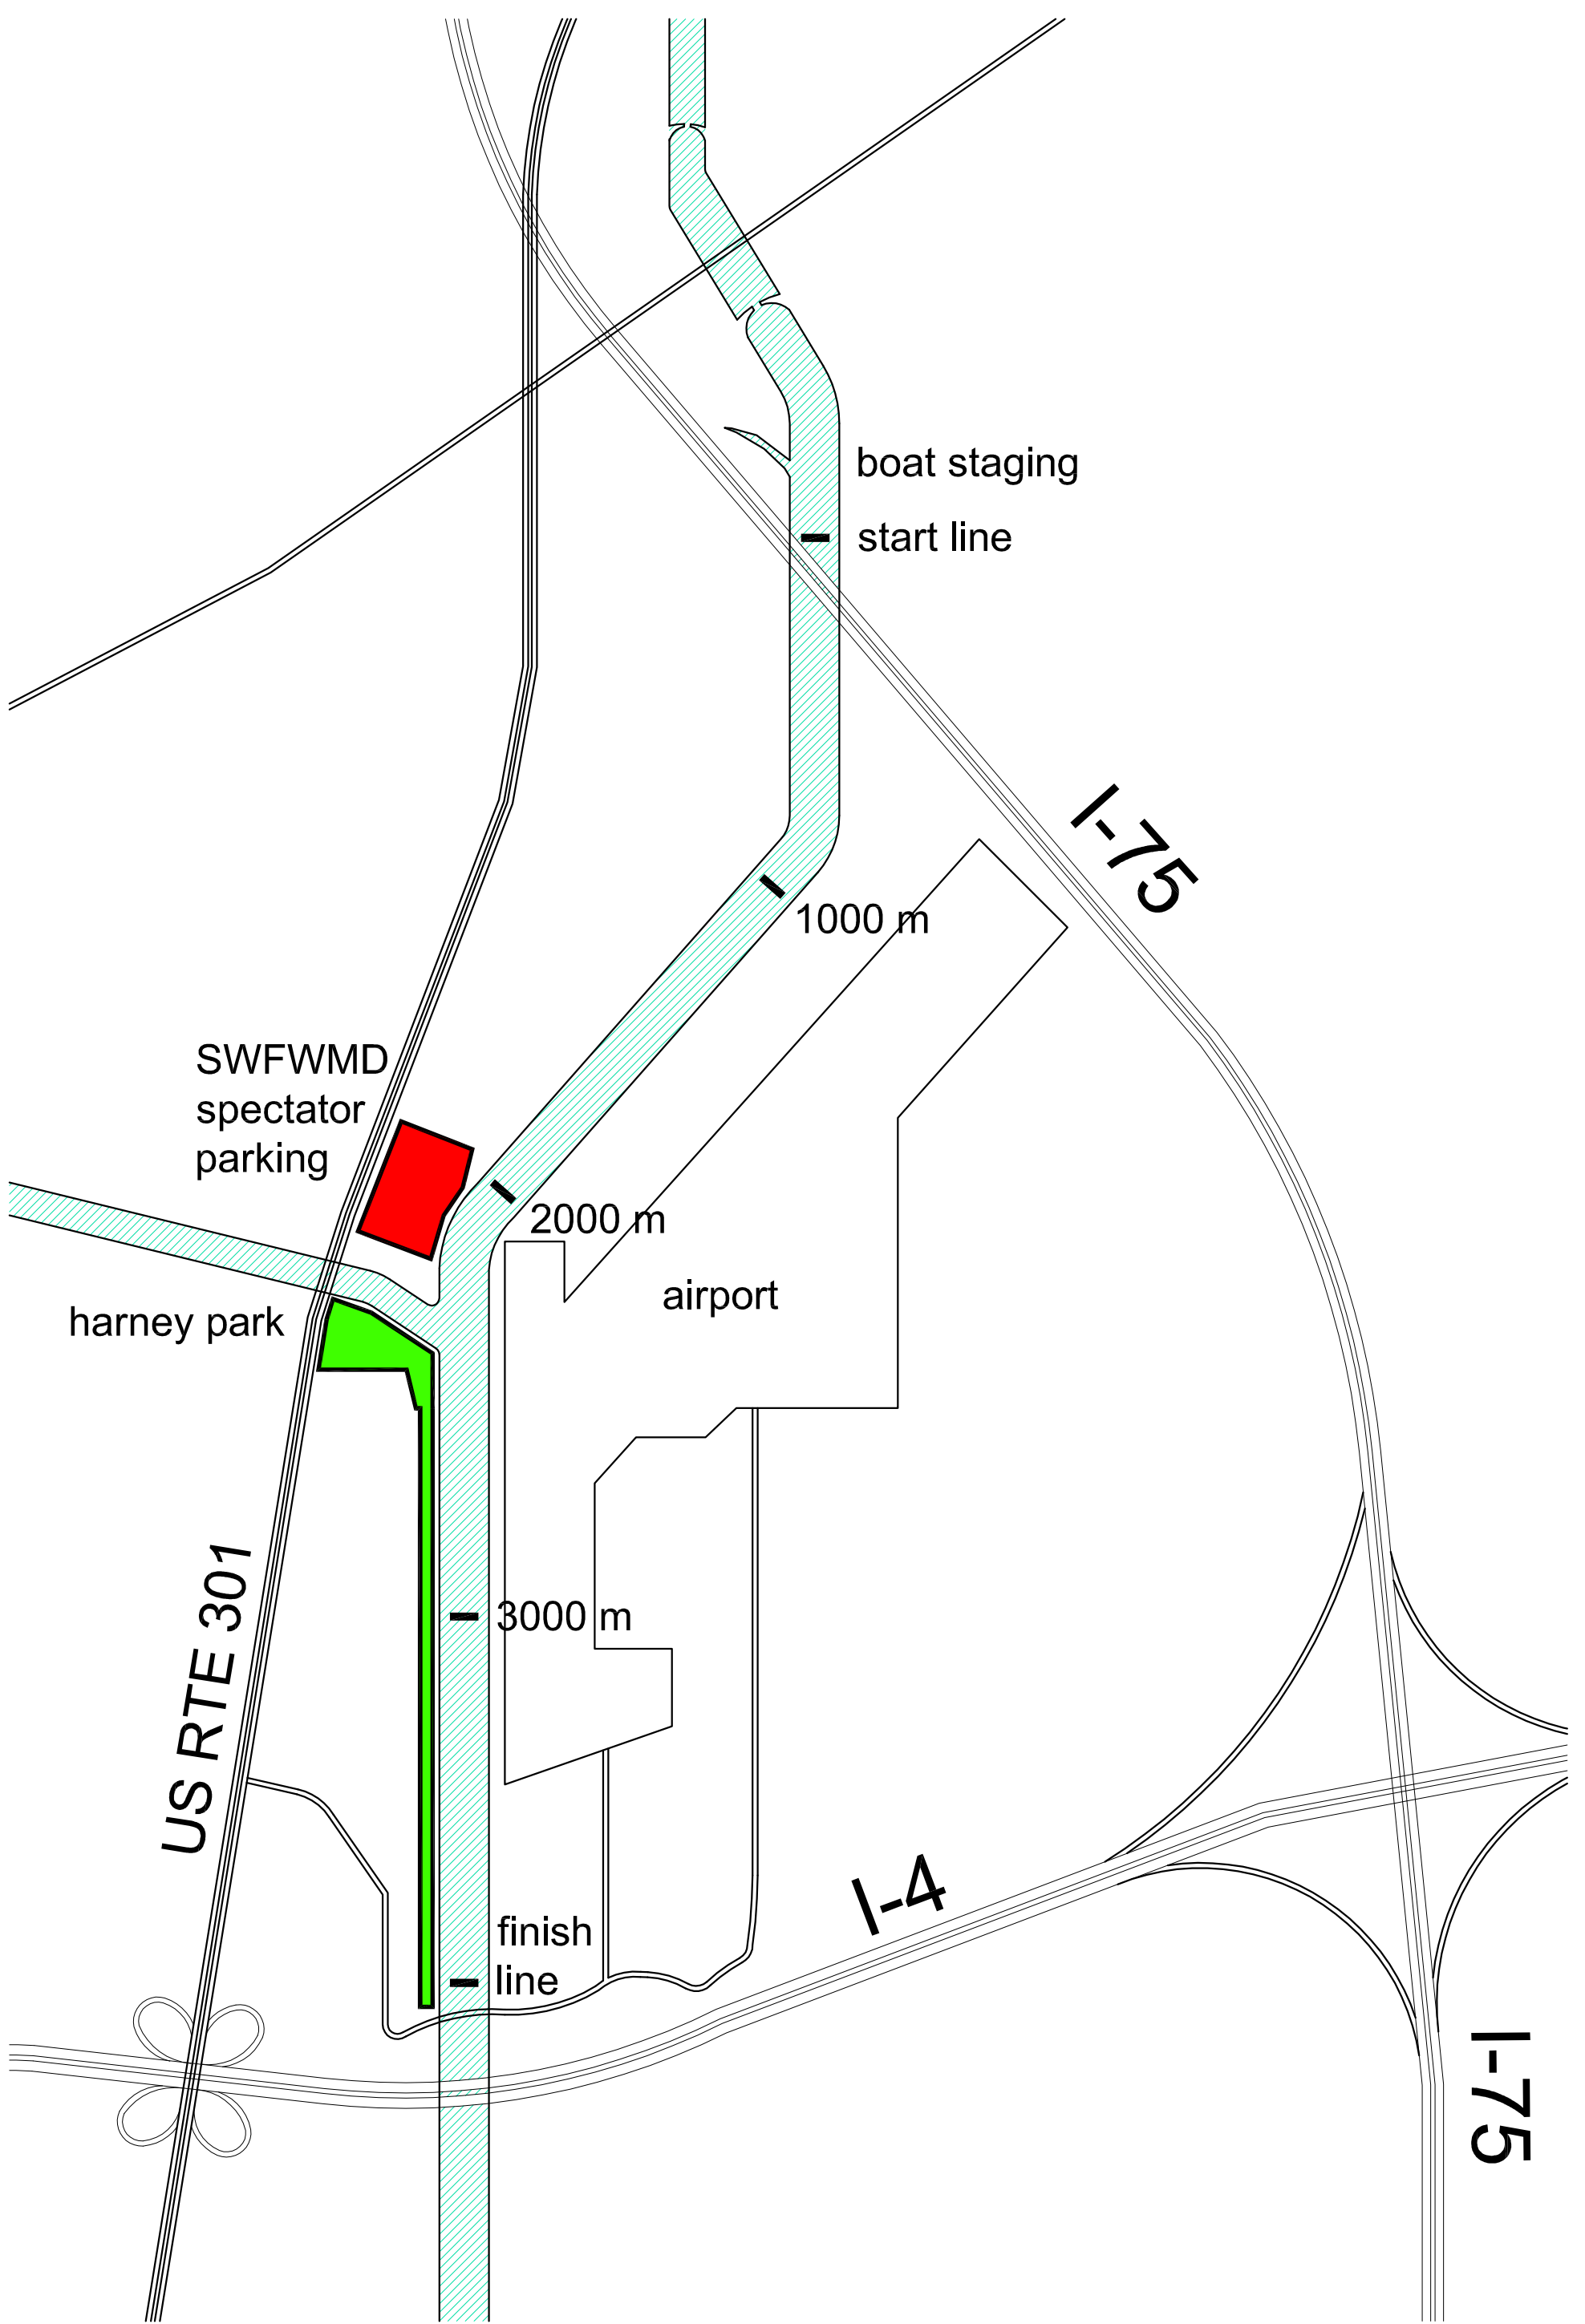 boat staging
start line
I-75
1000 m
SWFWMD
spectator
parking
2000 m
airport
harney park
US RTE 301
3000 m
I-4
finish
line
I-75